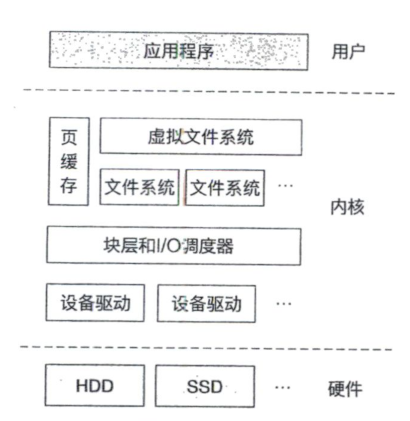 应用程序 用户
页缓存
虚拟文件系统
文件系统 文件系统 …
内核
块层和I/O调度器
设备驱动 设备驱动 …
HDD SSD … 硬件